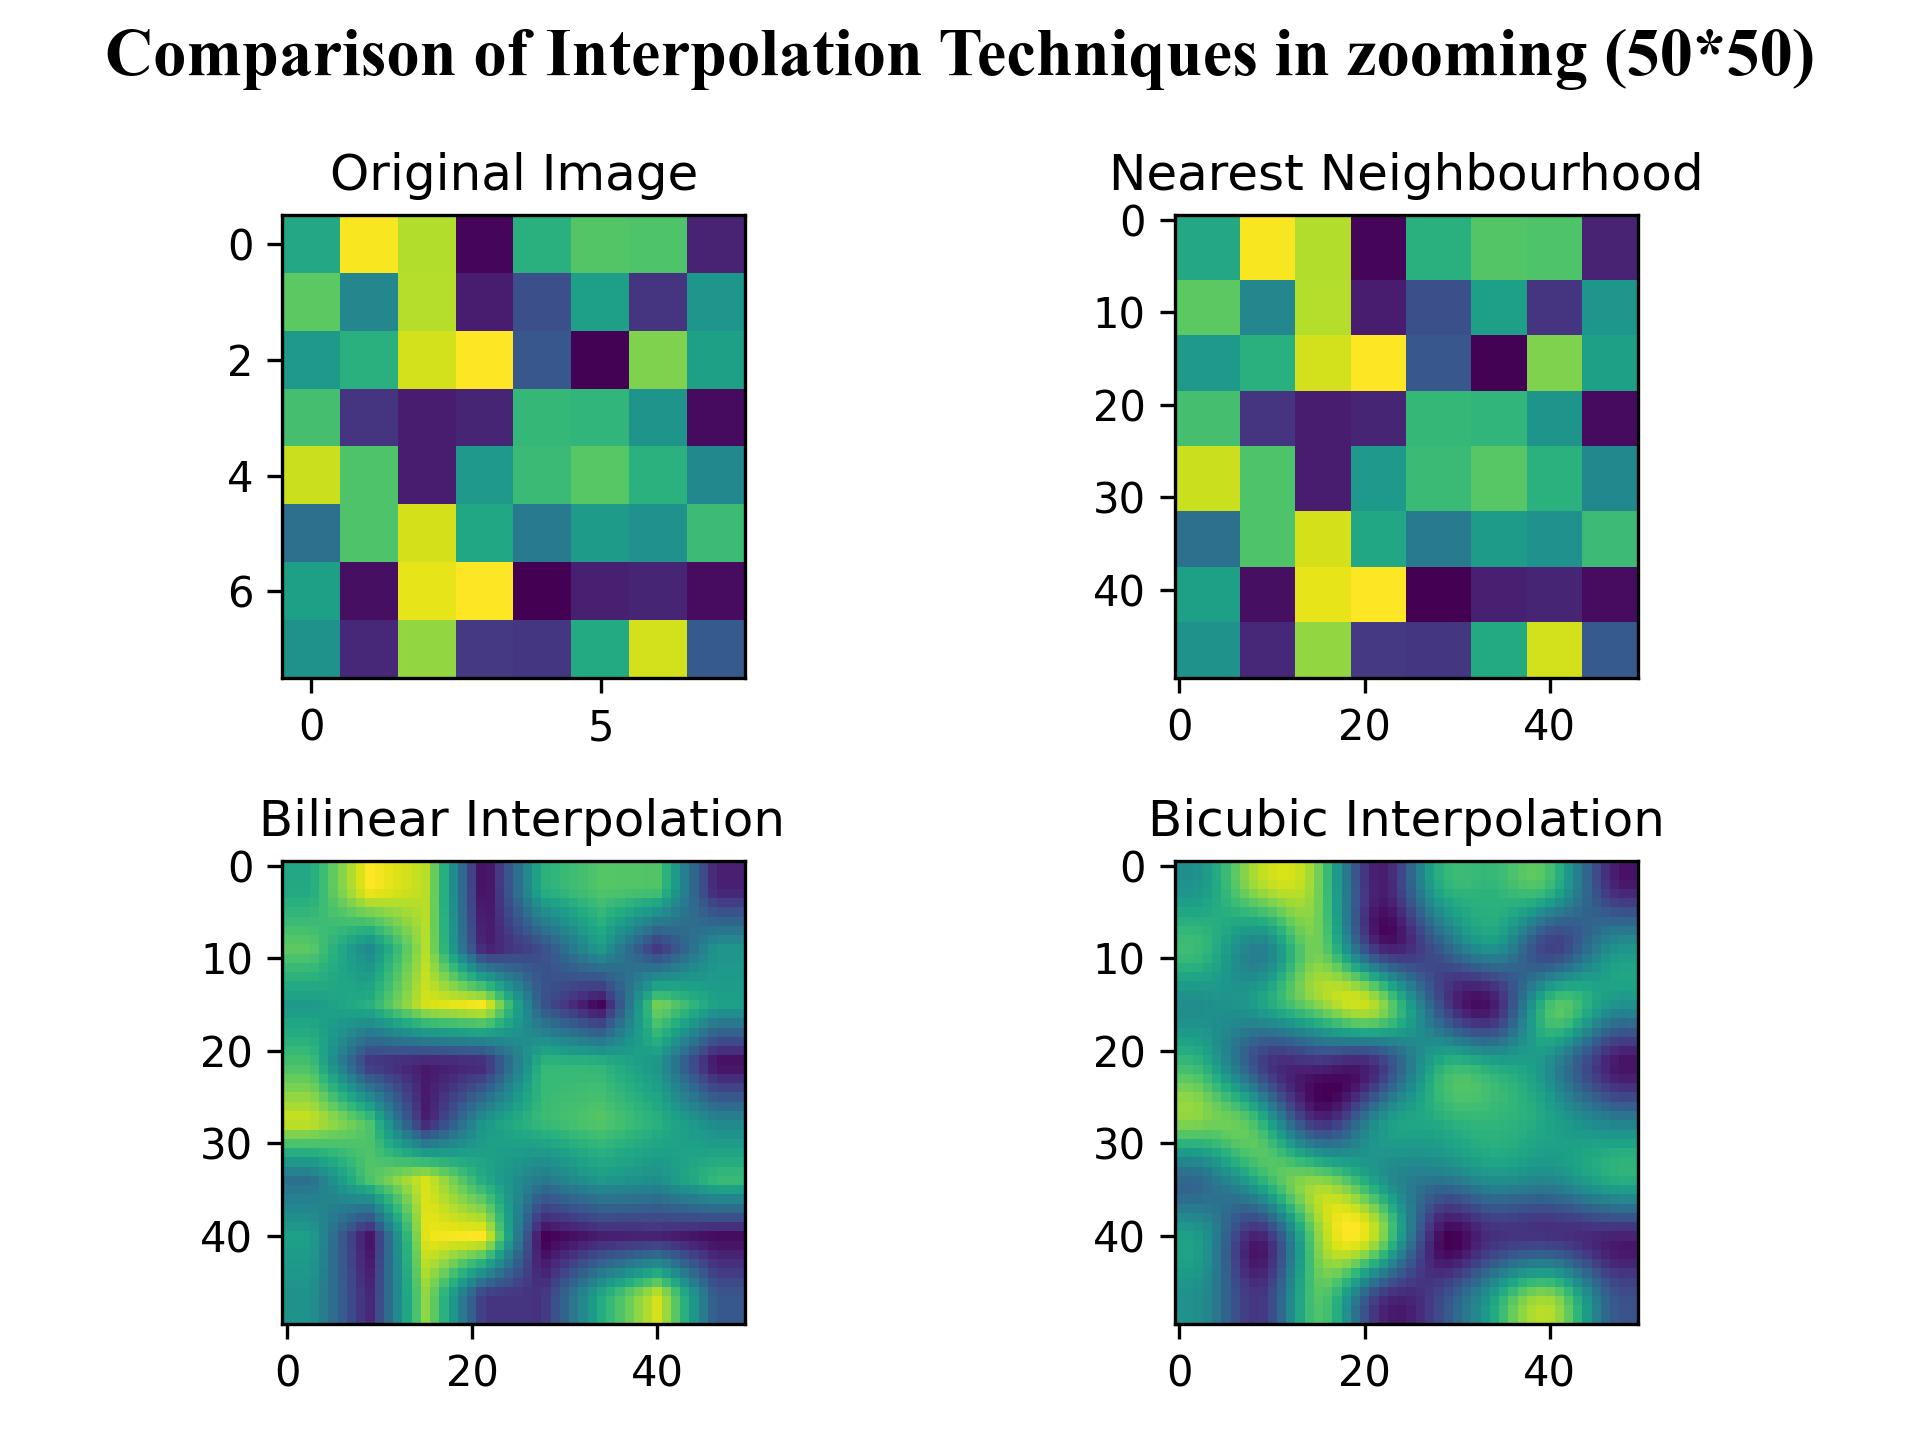 Comparison of Interpolation Techniques in zooming (50*50)
Original Image
0
2
4
6
0 5
Nearest Neighbourhood
0
10
20
30
40
0 20 40
Bilinear Interpolation
0
10
20
30
40
0 20 40
Bicubic Interpolation
0
10
20
30
40
0 20 40